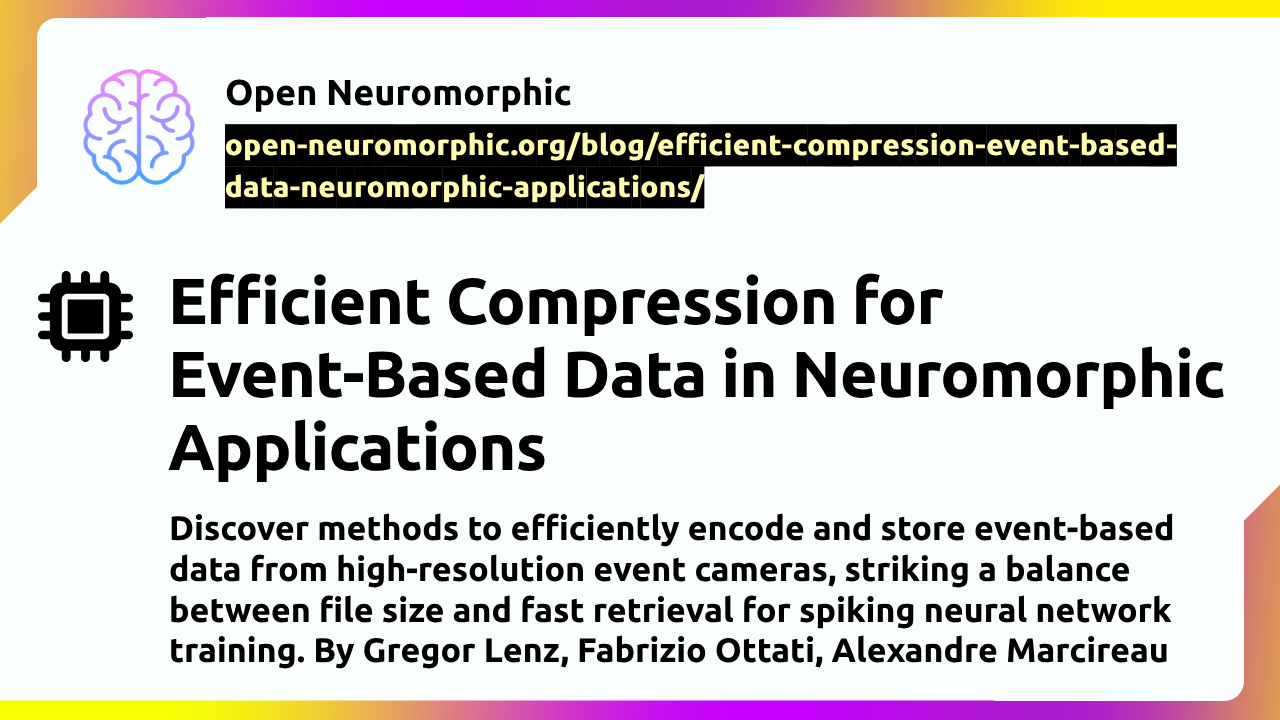 Open Neuromorphic
open-neuromorphic.org/blog/efficient-compression-event-based-
data-neuromorphic-applications/
Efficient Compression for
Event-Based Data in Neuromorphic
Applications
Discover methods to efficiently encode and store event-based
data from high-resolution event cameras, striking a balance
between file size and fast retrieval for spiking neural network
training. By Gregor Lenz, Fabrizio Ottati, Alexandre Marcireau